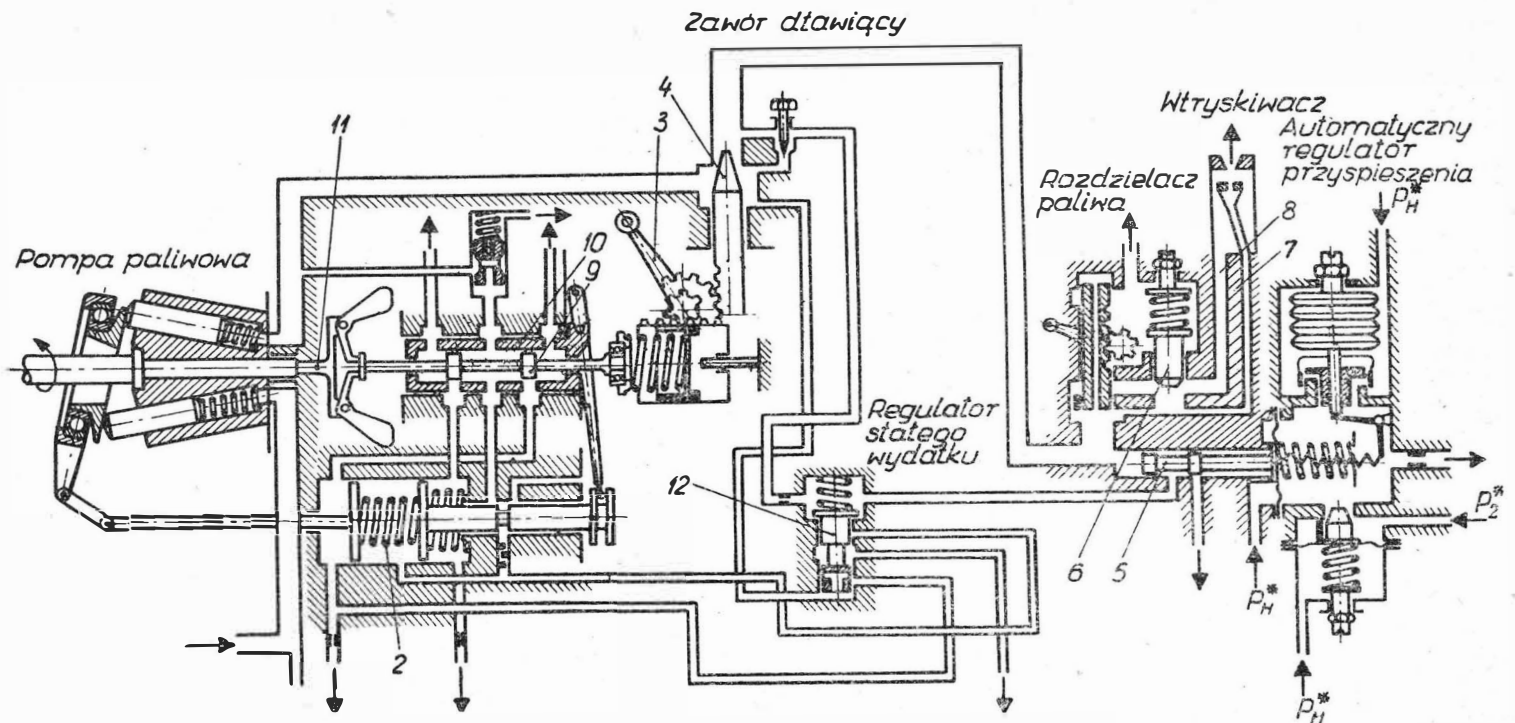 Zawór dławiący
4
3
11
Wtryskiwacz
Automatyczny
regulator
przyspieszenia
P*H
Rozdzielacz
paliwa
8
7
10
9
Pompa paliwowa
Regulator
stałego
wydatku
12
P*2
6
5
P*H
2
P*H